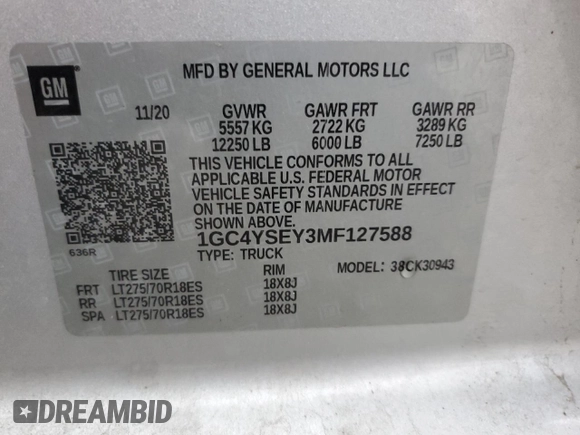 GM
MFD BY GENERAL MOTORS LLC
11/20 GVWR GAWR FRT GAWR RR
5557 KG 2722 KG 3289 KG
12250 LB 6000 LB 7250 LB
THIS VEHICLE CONFORMS TO ALL
APPLICABLE U.S. FEDERAL MOTOR
VEHICLE SAFETY STANDARDS IN EFFECT
ON THE DATE OF MANUFACTURE
SHOWN ABOVE.
636R
1GC4YSEY3MF127588
TYPE: TRUCK
MODEL: 38CK30943
TIRE SIZE RIM
FRT LT275/70R18ES 18X8J
RR LT275/70R18ES 18X8J
SPA LT275/70R18ES 18X8J
DREAMBID